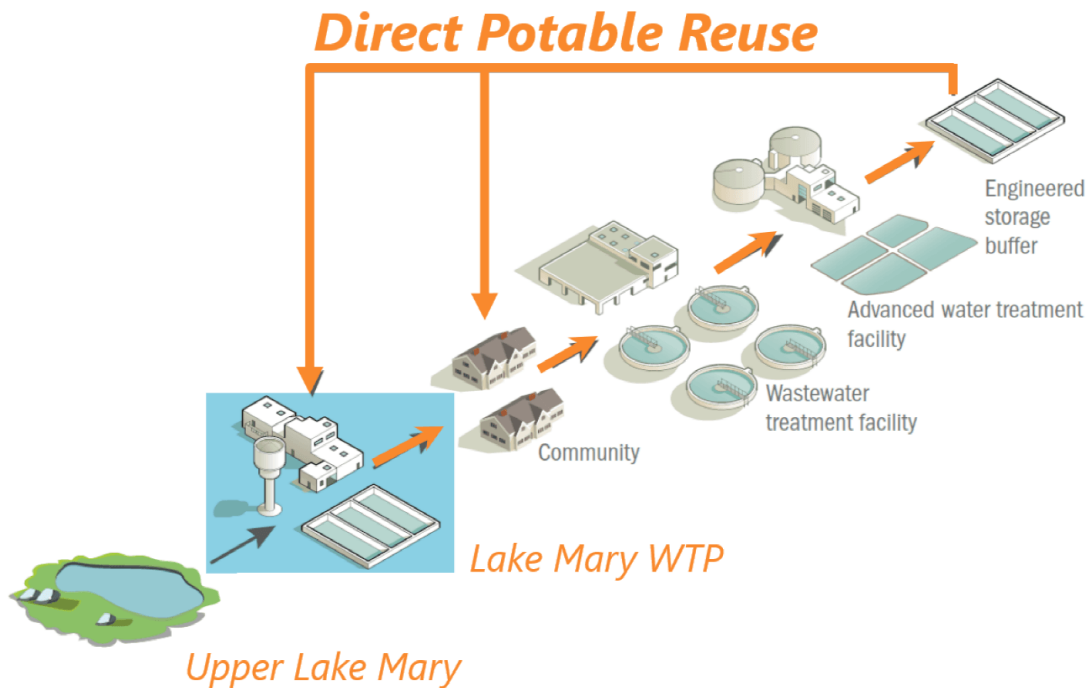 Direct Potable Reuse
Engineered
storage
buffer
Advanced water treatment
facility
Wastewater
treatment facility
Community
Lake Mary WTP
Upper Lake Mary